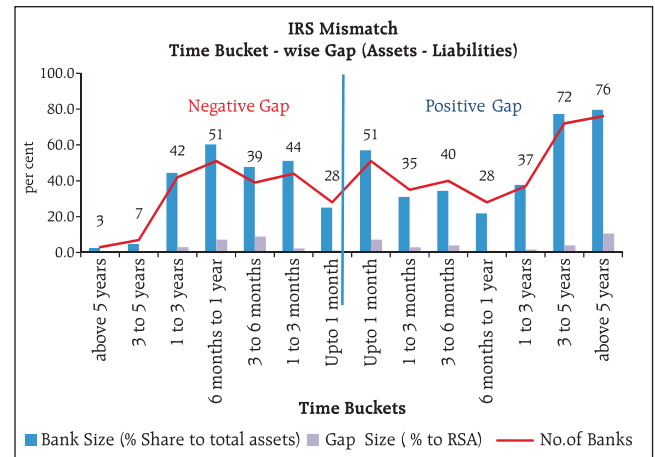 IRS Mismatch
Time Bucket - wise Gap (Assets - Liabilities)
per cent
100.0
80.0
60.0
40.0
20.0
0.0
Negative Gap
Positive Gap
3
7
42
51
39
44
28
51
35
40
28
37
72
76
above 5 years
3 to 5 years
1 to 3 years
6 months to 1 year
3 to 6 months
1 to 3 months
Upto 1 month
Upto 1 month
1 to 3 months
3 to 6 months
6 months to 1 year
1 to 3 years
3 to 5 years
above 5 years
Time Buckets
Bank Size (% Share to total assets) Gap Size ( % to RSA) No.of Banks